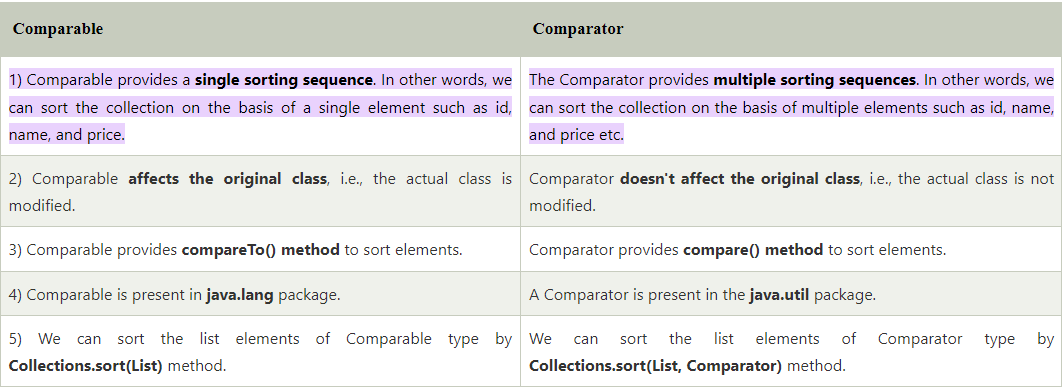 Comparable
Comparator
1) Comparable provides a single sorting sequence. In other words, we
can sort the collection on the basis of a single element such as id,
name, and price.
The Comparator provides multiple sorting sequences. In other words, we
can sort the collection on the basis of multiple elements such as id, name,
and price etc.
2) Comparable affects the original class, i.e., the actual class is
modified.
Comparator doesn't affect the original class, i.e., the actual class is not
modified.
3) Comparable provides compareTo() method to sort elements.
Comparator provides compare() method to sort elements.
4) Comparable is present in java.lang package.
A Comparator is present in the java.util package.
5) We can sort the list elements of Comparable type by
Collections.sort(List) method.
We can sort the list elements of Comparator type by
Collections.sort(List, Comparator) method.